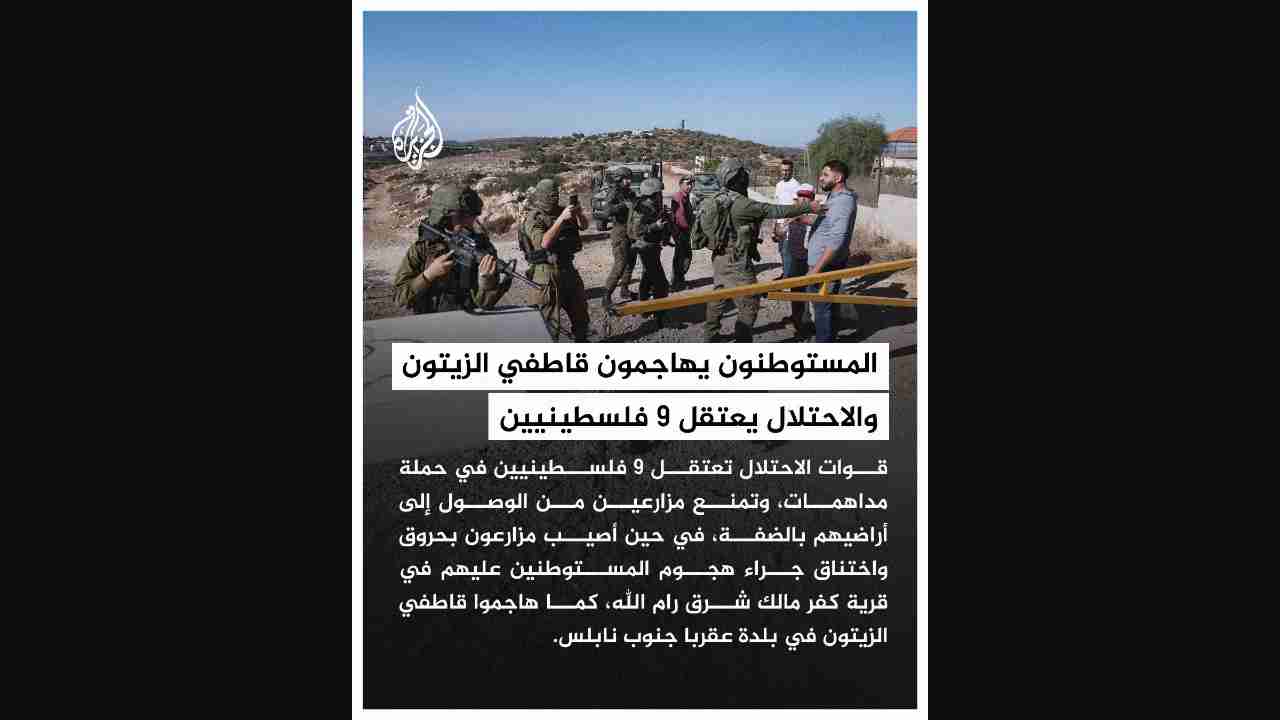 الجزيرة
المستوطنون يهاجمون قاطفي الزيتون
والاحتلال يعتقل 9 فلسطينيين
قوات الاحتلال تعتقل 9 فلسطينيين في حملة
مداهمات، وتمنع مزارعين من الوصول إلى
أراضيهم بالضفة، في حين أصيب مزارعون بحروق
واختناق جراء هجوم المستوطنين عليهم في
قرية كفر مالك شرق رام الله، كما هاجموا قاطفي
الزيتون في بلدة عقربا جنوب نابلس.